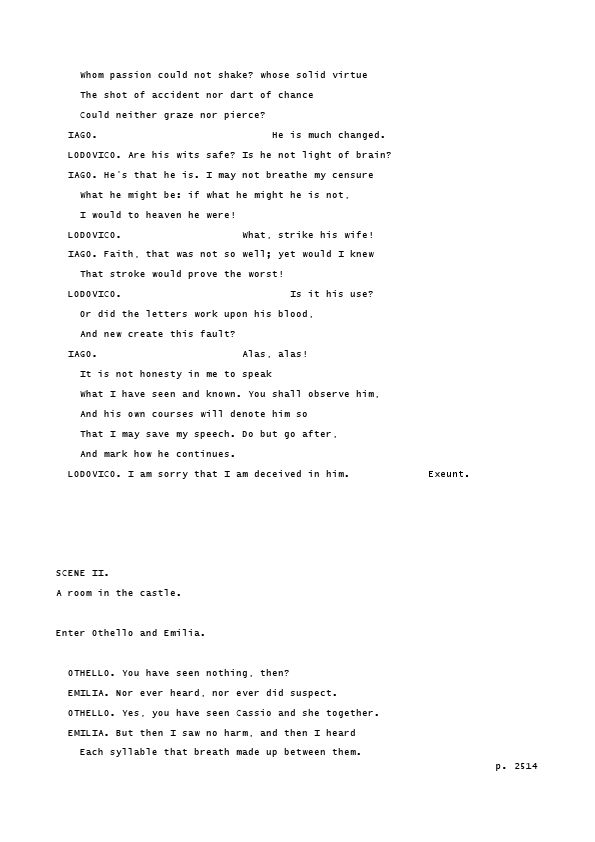 Whom passion could not shake? whose solid virtue
The shot of accident nor dart of chance
Could neither graze nor pierce?
IAGO. He is much changed.
LODOVICO. Are his wits safe? Is he not light of brain?
IAGO. He's that he is. I may not breathe my censure
What he might be: if what he might he is not,
I would to heaven he were!
LODOVICO. What, strike his wife!
IAGO. Faith, that was not so well; yet would I knew
That stroke would prove the worst!
LODOVICO. Is it his use?
Or did the letters work upon his blood,
And new create this fault?
IAGO. Alas, alas!
It is not honesty in me to speak
What I have seen and known. You shall observe him,
And his own courses will denote him so
That I may save my speech. Do but go after,
And mark how he continues.
LODOVICO. I am sorry that I am deceived in him. Exeunt.
SCENE II.
A room in the castle.
Enter Othello and Emilia.
OTHELLO. You have seen nothing, then?
EMILIA. Nor ever heard, nor ever did suspect.
OTHELLO. Yes, you have seen Cassio and she together.
EMILIA. But then I saw no harm, and then I heard
Each syllable that breath made up between them.
p. 2514